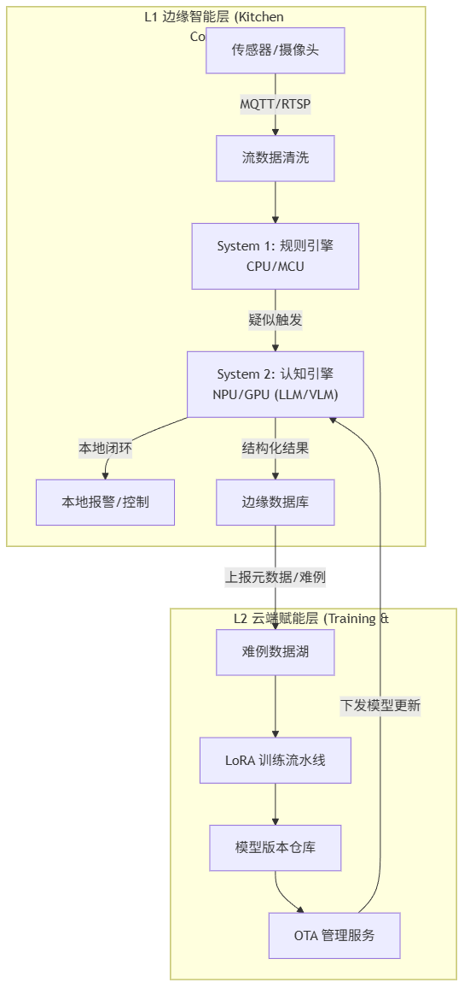 L1 边缘智能层 (Kitchen
Co
传感器/摄像头
MQTT/RTSP
流数据清洗
System 1: 规则引擎
CPU/MCU
疑似触发
System 2: 认知引擎
NPU/GPU (LLM/VLM)
本地闭环
结构化结果
本地报警/控制
边缘数据库
上报元数据/难例
L2 云端赋能层 (Training &
难例数据湖
下发模型更新
LoRA 训练流水线
模型版本仓库
OTA 管理服务